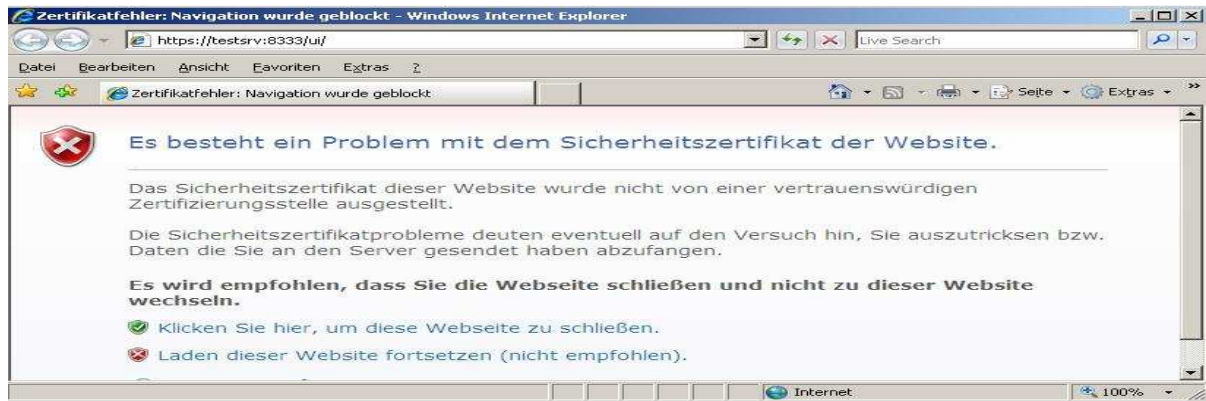 Zertifikatfehler: Navigation wurde geblockt - Windows Internet Explorer
https://testsrv:8333/ui/
Live Search
Datei Bearbeiten Ansicht Favoriten Extras ?
Zertifikatfehler: Navigation wurde geblockt
Seite
Extras
Es besteht ein Problem mit dem Sicherheitszertifikat der Website.
Das Sicherheitszertifikat dieser Website wurde nicht von einer vertrauenswürdigen
Zertifizierungsstelle ausgestellt.
Die Sicherheitszertifikatprobleme deuten eventuell auf den Versuch hin, Sie auszutricksen bzw.
Daten die Sie an den Server gesendet haben abzufangen.
Es wird empfohlen, dass Sie die Webseite schließen und nicht zu dieser Website
wechseln.
Klicken Sie hier, um diese Webseite zu schließen.
Laden dieser Website fortsetzen (nicht empfohlen).
Internet
100%